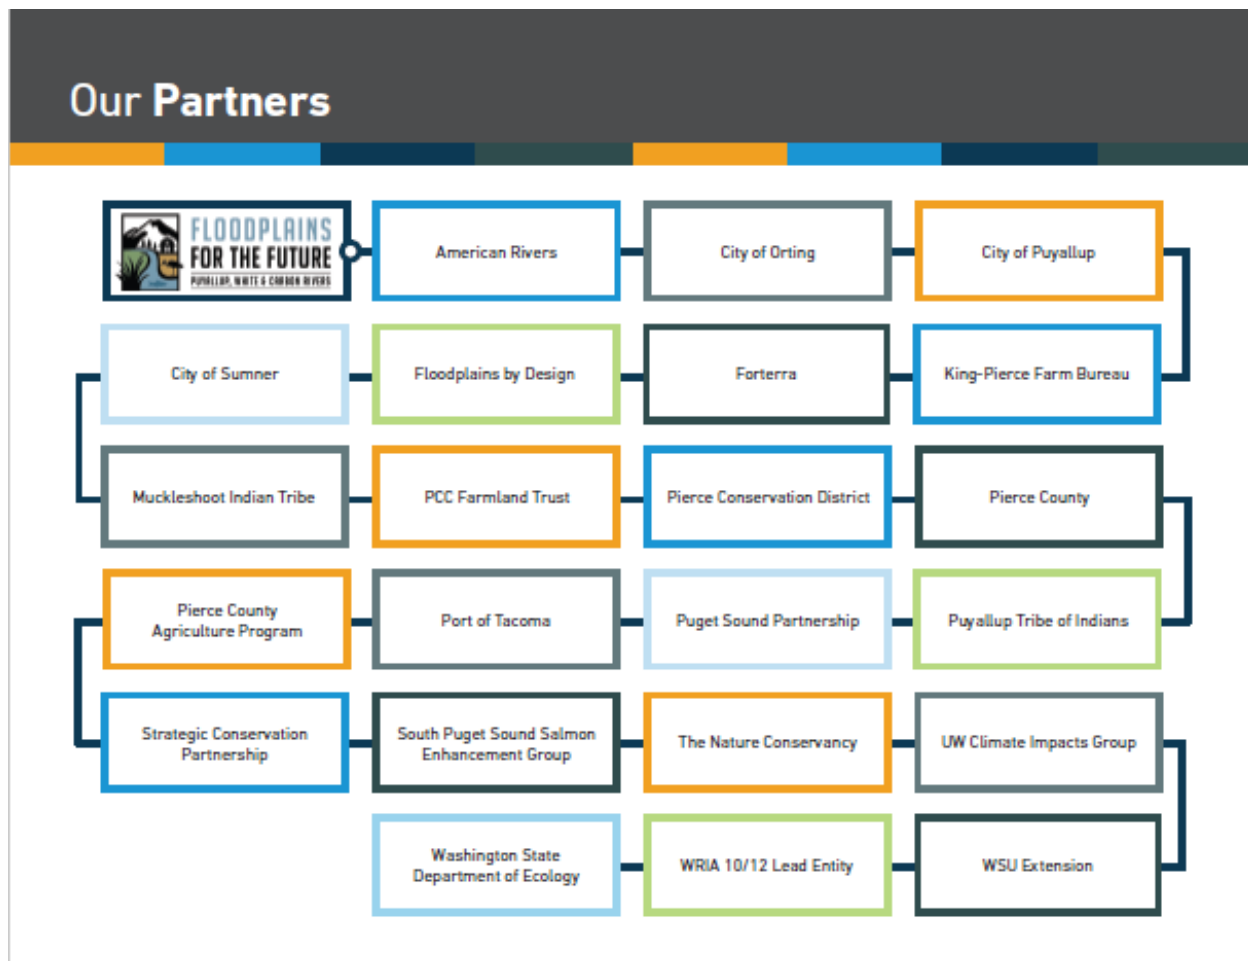 Our Partners
FLOODPLAINS
FOR THE FUTURE
PUYALLUP, WHITE & CARBON RIVERS
American Rivers
City of Orting
City of Puyallup
City of Sumner
Floodplains by Design
Forterra
King-Pierce Farm Bureau
Muckleshoot Indian Tribe
PCC Farmland Trust
Pierce Conservation District
Pierce County
Pierce County
Agriculture Program
Port of Tacoma
Puget Sound Partnership
Puyallup Tribe of Indians
Strategic Conservation
Partnership
South Puget Sound Salmon
Enhancement Group
The Nature Conservancy
UW Climate Impacts Group
Washington State
Department of Ecology
WRIA 10/12 Lead Entity
WSU Extension